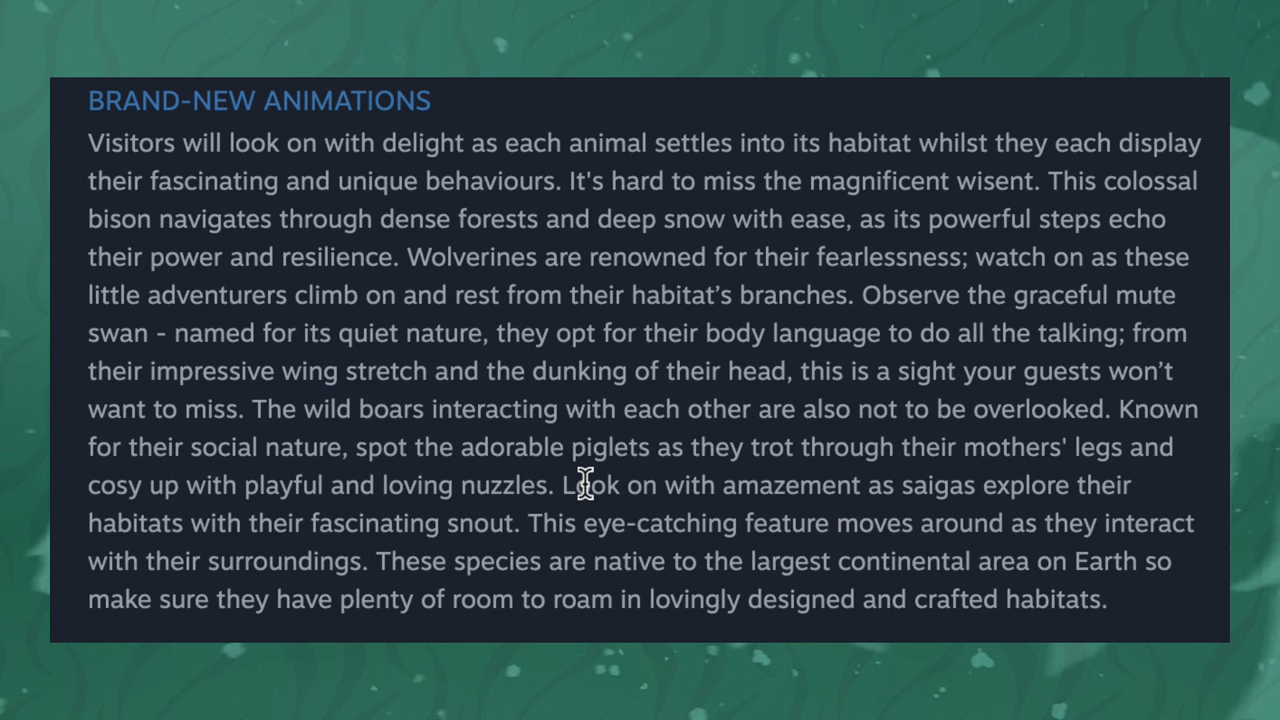 BRAND-NEW ANIMATIONS
Visitors will look on with delight as each animal settles into its habitat whilst they each display
their fascinating and unique behaviours. It's hard to miss the magnificent wisent. This colossal
bison navigates through dense forests and deep snow with ease, as its powerful steps echo
their power and resilience. Wolverines are renowned for their fearlessness; watch on as these
little adventurers climb on and rest from their habitat’s branches. Observe the graceful mute
swan - named for its quiet nature, they opt for their body language to do all the talking; from
their impressive wing stretch and the dunking of their head, this is a sight your guests won’t
want to miss. The wild boars interacting with each other are also not to be overlooked. Known
for their social nature, spot the adorable piglets as they trot through their mothers' legs and
cosy up with playful and loving nuzzles. Look on with amazement as saigas explore their
habitats with their fascinating snout. This eye-catching feature moves around as they interact
with their surroundings. These species are native to the largest continental area on Earth so
make sure they have plenty of room to roam in lovingly designed and crafted habitats.